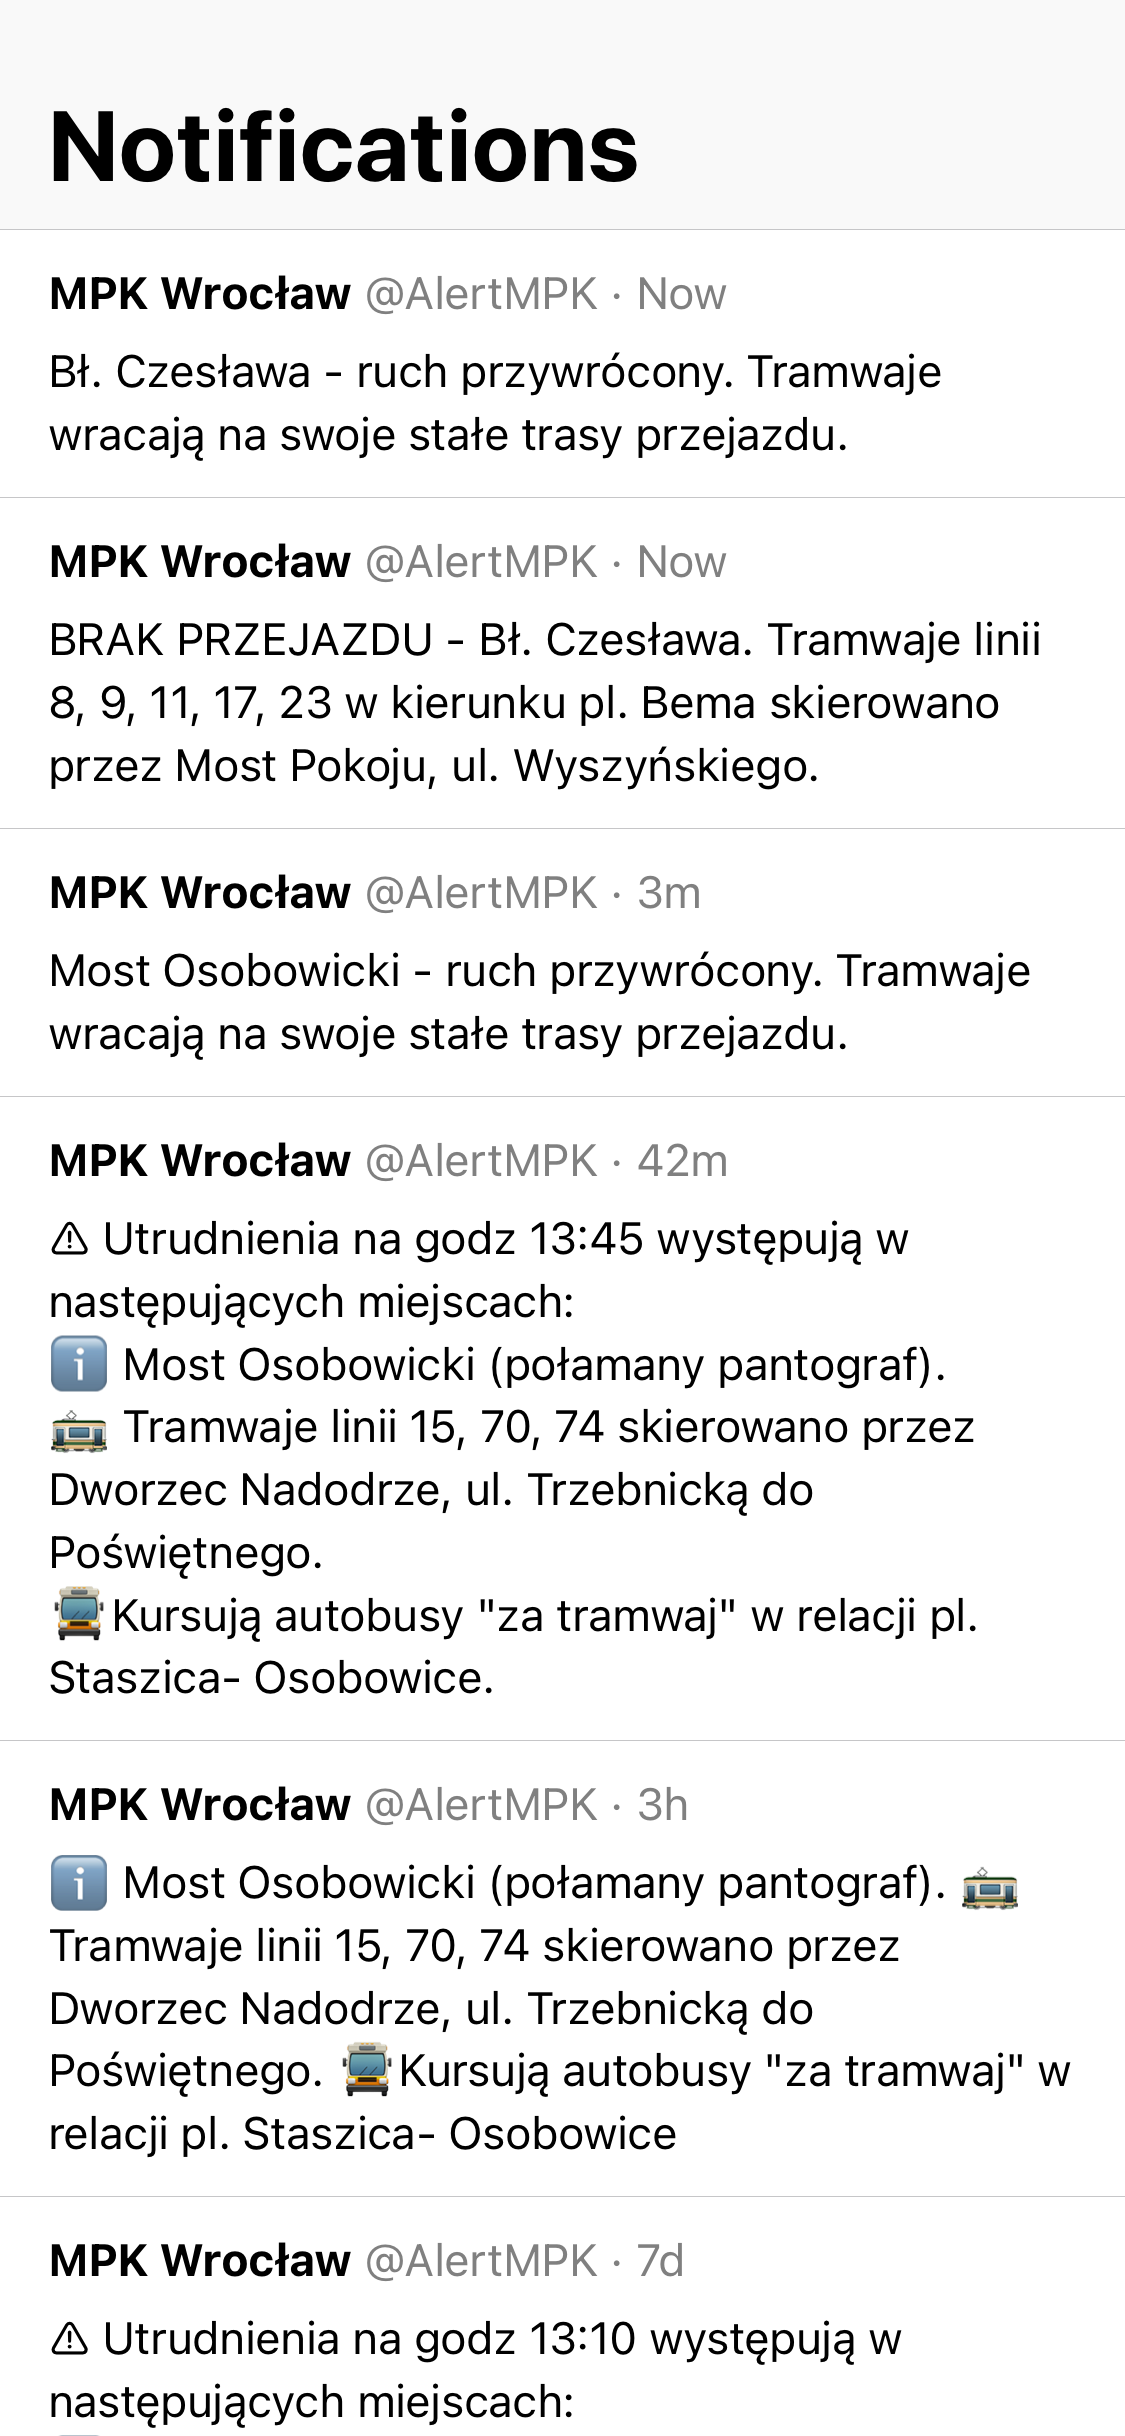 Notifications
MPK Wrocław @AlertMPK · Now
Bł. Czesława - ruch przywrócony. Tramwaje
wracają na swoje stałe trasy przejazdu.
MPK Wrocław @AlertMPK · Now
BRAK PRZEJAZDU - Bł. Czesława. Tramwaje linii
8, 9, 11, 17, 23 w kierunku pl. Bema skierowano
przez Most Pokoju, ul. Wyszyńskiego.
MPK Wrocław @AlertMPK · 3m
Most Osobowicki - ruch przywrócony. Tramwaje
wracają na swoje stałe trasy przejazdu.
MPK Wrocław @AlertMPK · 42m
⚠ Utrudnienia na godz 13:45 występują w
następujących miejscach:
ℹ️ Most Osobowicki (połamany pantograf).
🚋 Tramwaje linii 15, 70, 74 skierowano przez
Dworzec Nadodrze, ul. Trzebnicką do
Poświętnego.
🚍Kursują autobusy "za tramwaj" w relacji pl.
Staszica- Osobowice.
MPK Wrocław @AlertMPK · 3h
ℹ️ Most Osobowicki (połamany pantograf). 🚋
Tramwaje linii 15, 70, 74 skierowano przez
Dworzec Nadodrze, ul. Trzebnicką do
Poświętnego. 🚍Kursują autobusy "za tramwaj" w
relacji pl. Staszica- Osobowice
MPK Wrocław @AlertMPK · 7d
⚠ Utrudnienia na godz 13:10 występują w
następujących miejscach: